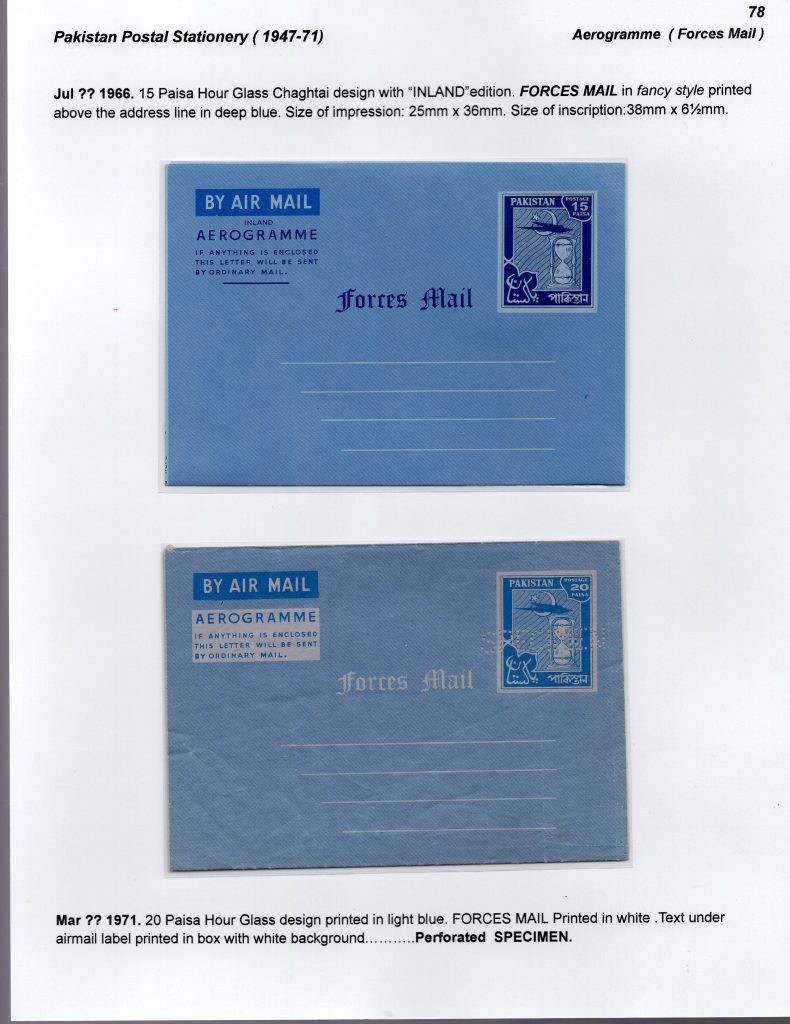 78
Pakistan Postal Stationery ( 1947-71)
Aerogramme ( Forces Mail )
Jul ?? 1966. 15 Paisa Hour Glass Chaghtai design with “INLAND”edition. FORCES MAIL in fancy style printed
above the address line in deep blue. Size of impression: 25mm x 36mm. Size of inscription:38mm x 6½mm.
BY AIR MAIL
INLAND
AEROGRAMME
IF ANYTHING IS ENCLOSED
THIS LETTER WILL BE SENT
BY ORDINARY MAIL.
PAKISTAN
POSTAGE
15
PAISA
پاکستان
পাকিস্তান
Forces Mail
BY AIR MAIL
AEROGRAMME
IF ANYTHING IS ENCLOSED
THIS LETTER WILL BE SENT
BY ORDINARY MAIL.
PAKISTAN
POSTAGE
20
PAISA
پاکستان
পাকিস্তান
Forces Mail
Mar ?? 1971. 20 Paisa Hour Glass design printed in light blue. FORCES MAIL Printed in white .Text under
airmail label printed in box with white background..........Perforated SPECIMEN.